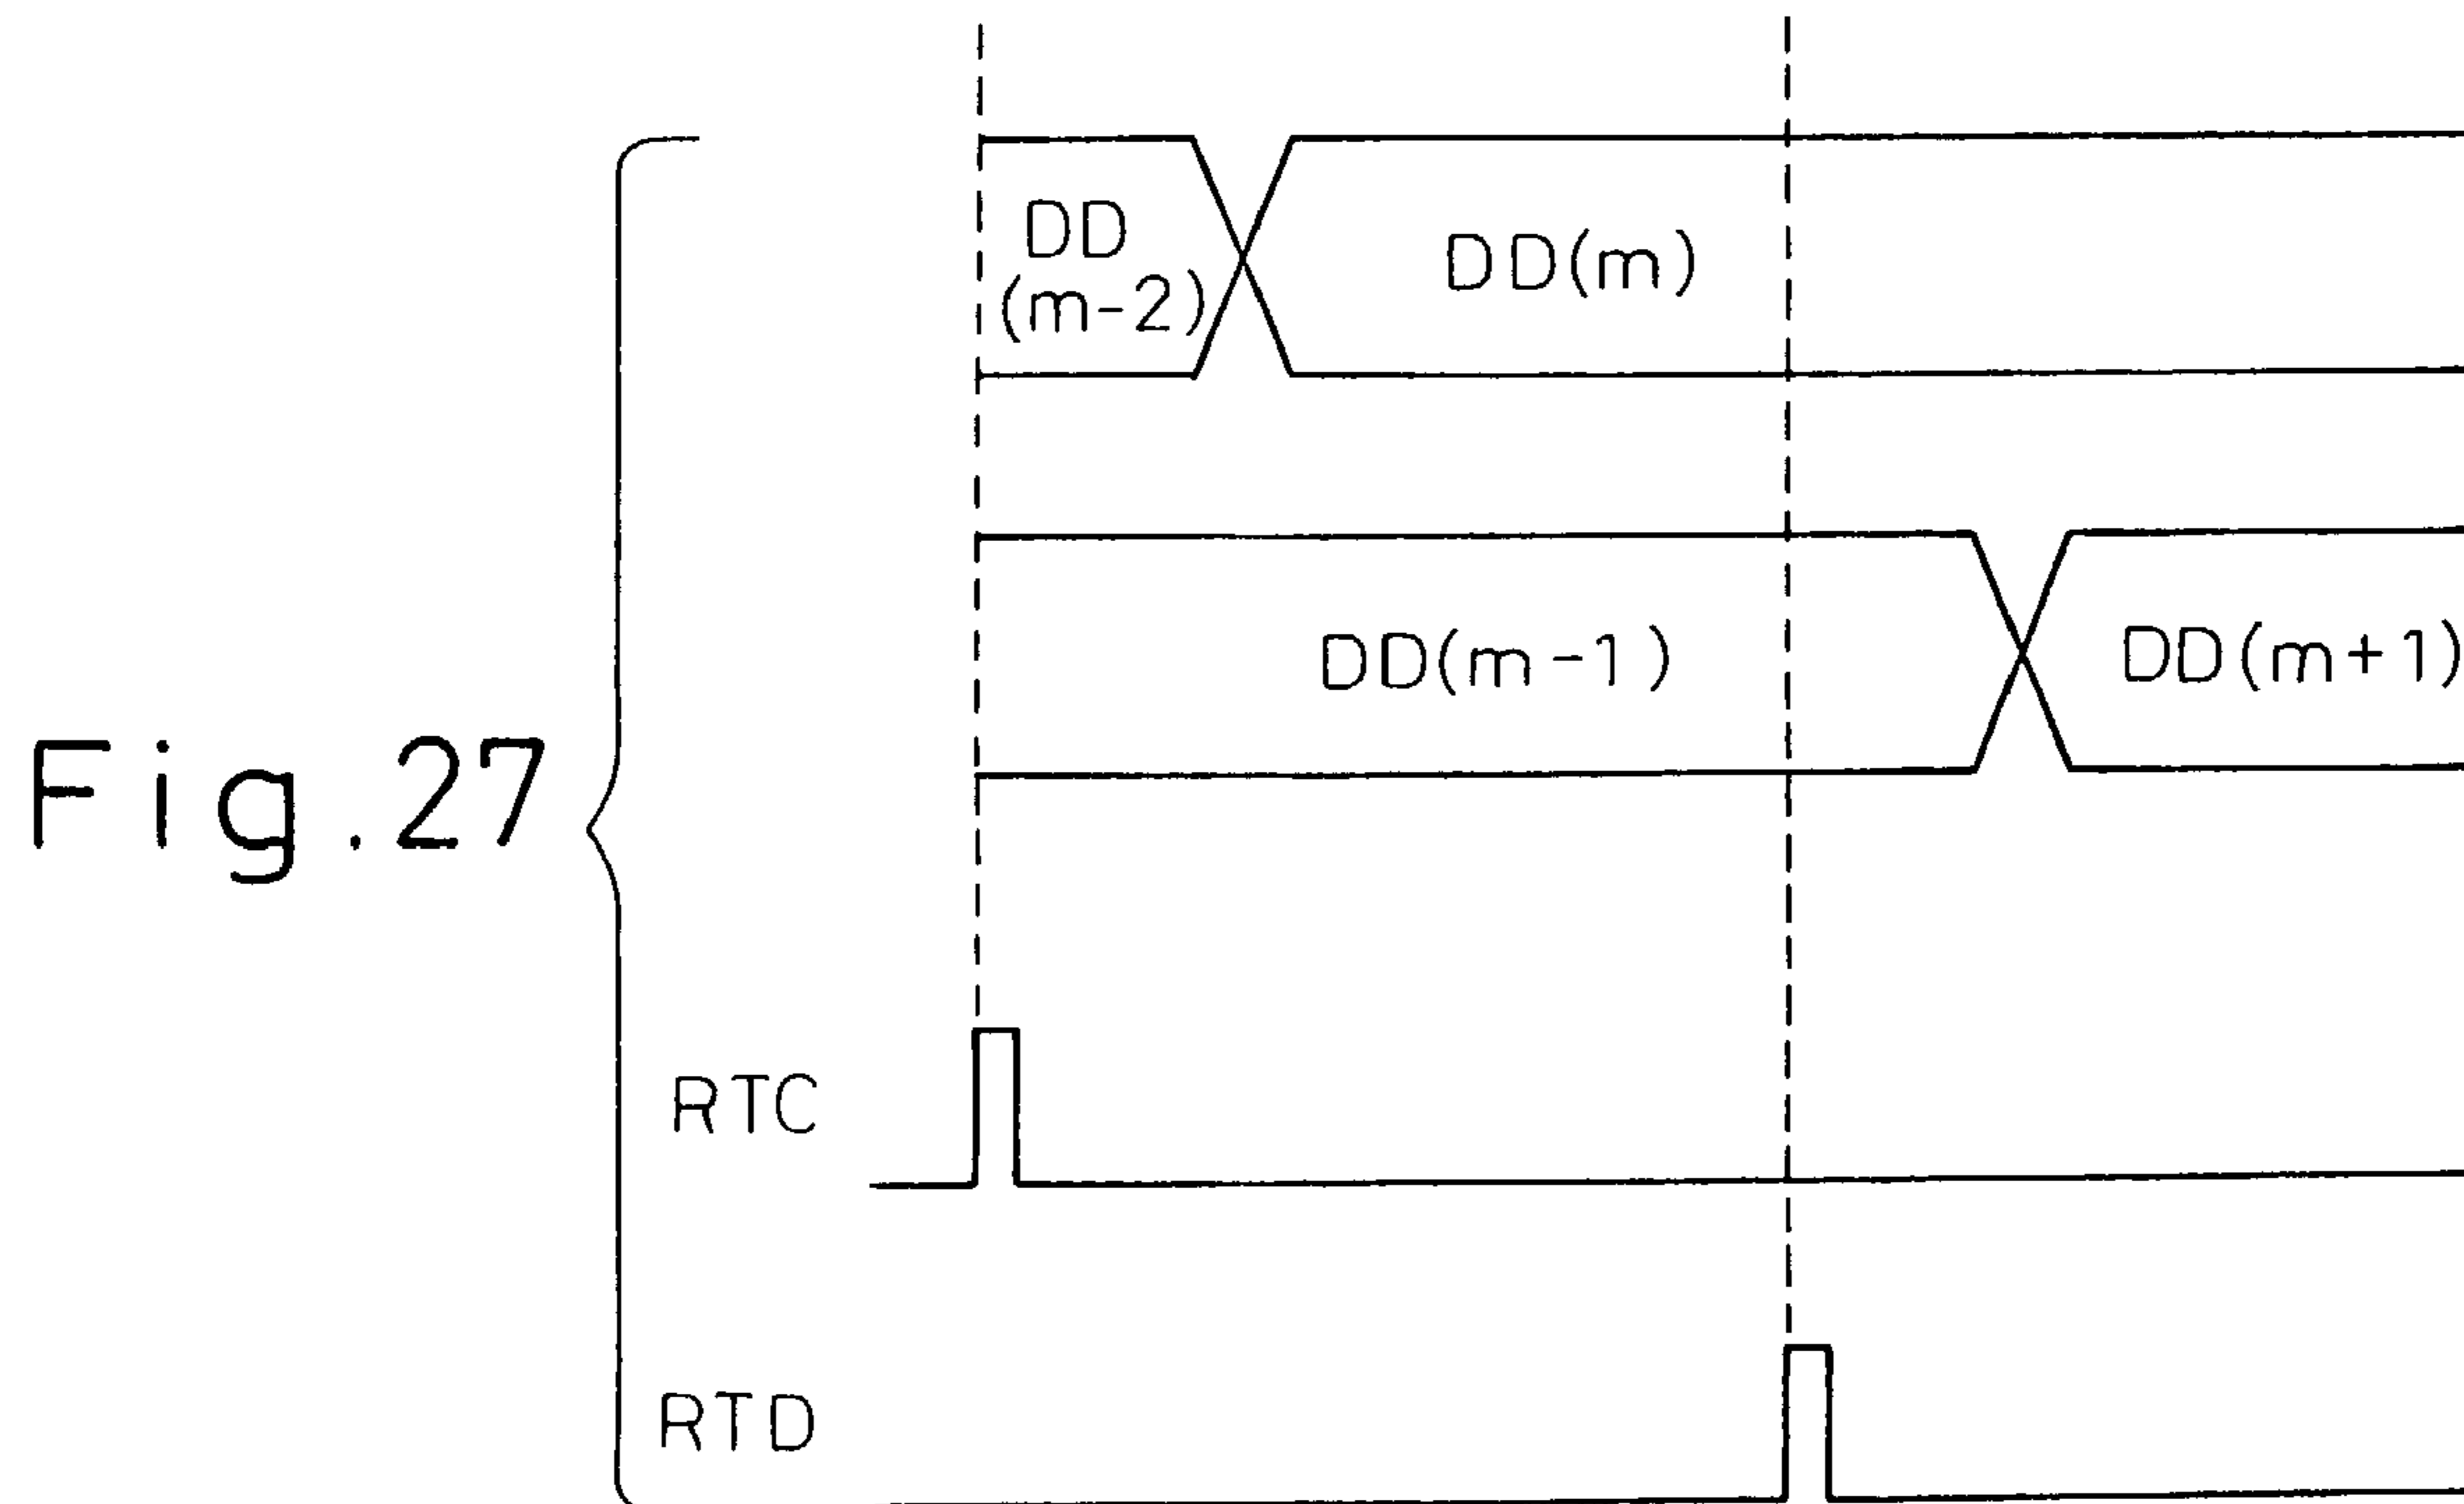 DD
(m-2)
DD(m)
DD(m-1)
DD(m+1)
Fig.27
RTC
RTD